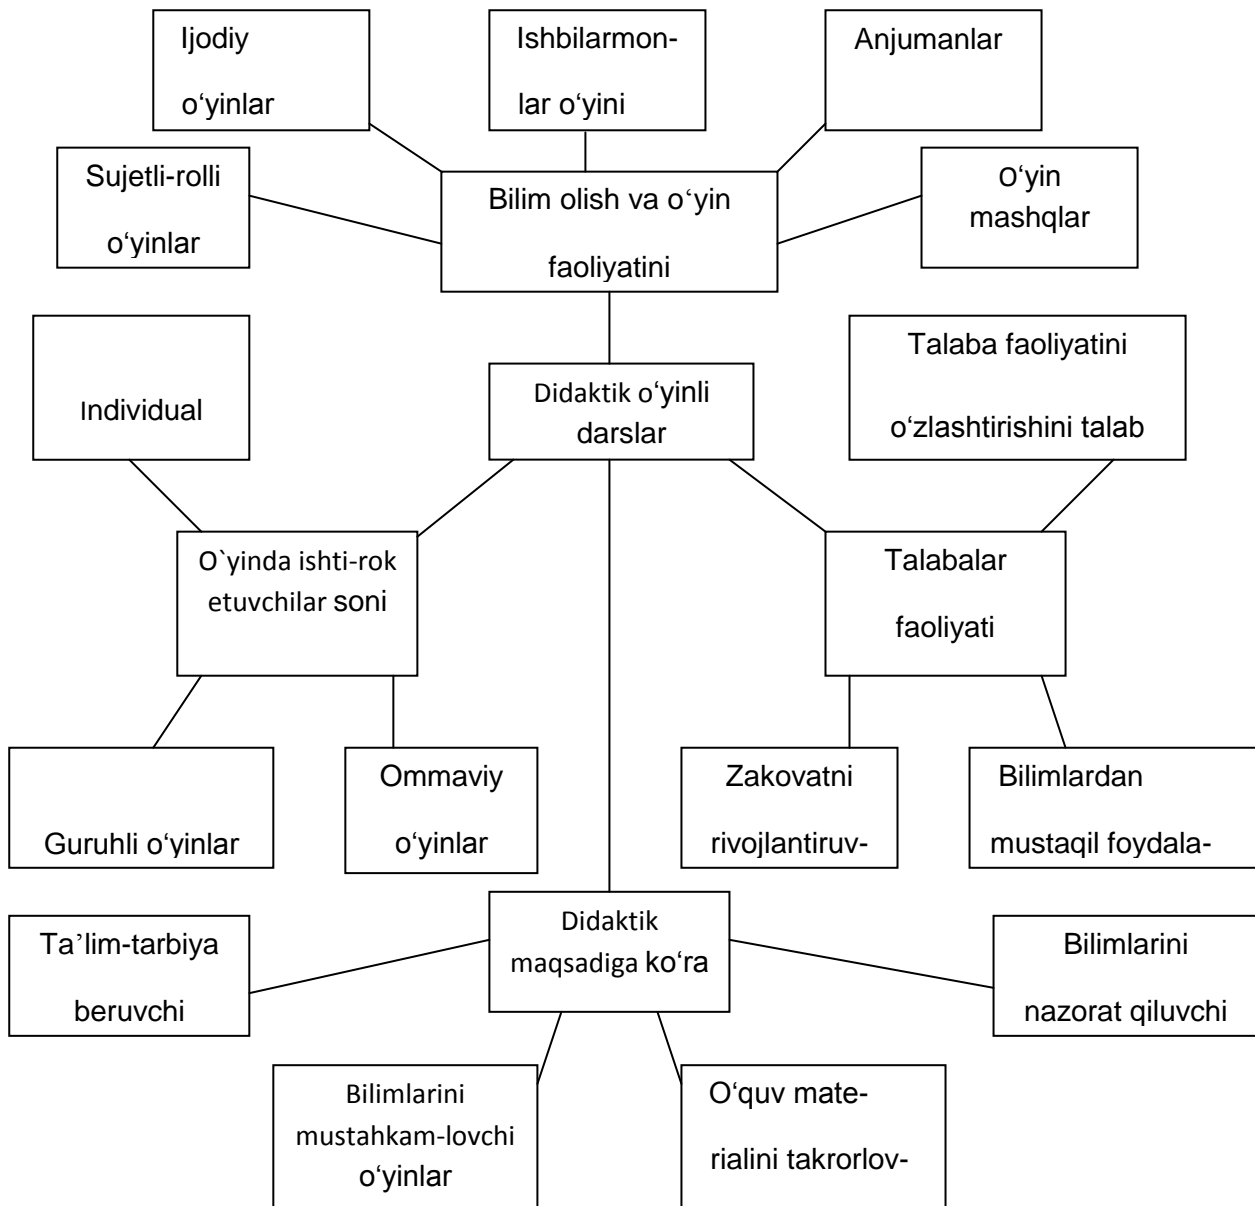 Ijodiy
o‘yinlar
Ishbilarmon-
lar o‘yini
Anjumanlar
Sujetli-rolli
o‘yinlar
Bilim olish va o‘yin
faoliyatini
O‘yin
mashqlar
Individual
Didaktik o‘yinli
darslar
Talaba faoliyatini
o‘zlashtirishini talab
O`yinda ishti-rok
etuvchilar soni
Talabalar
faoliyati
Guruhli o‘yinlar
Ommaviy
o‘yinlar
Zakovatni
rivojlantiruv-
Bilimlardan
mustaqil foydala-
Ta’lim-tarbiya
beruvchi
Didaktik
maqsadiga ko‘ra
Bilimlarini
nazorat qiluvchi
Bilimlarini
mustahkam-lovchi
o‘yinlar
O‘quv mate-
rialini takrorlov-